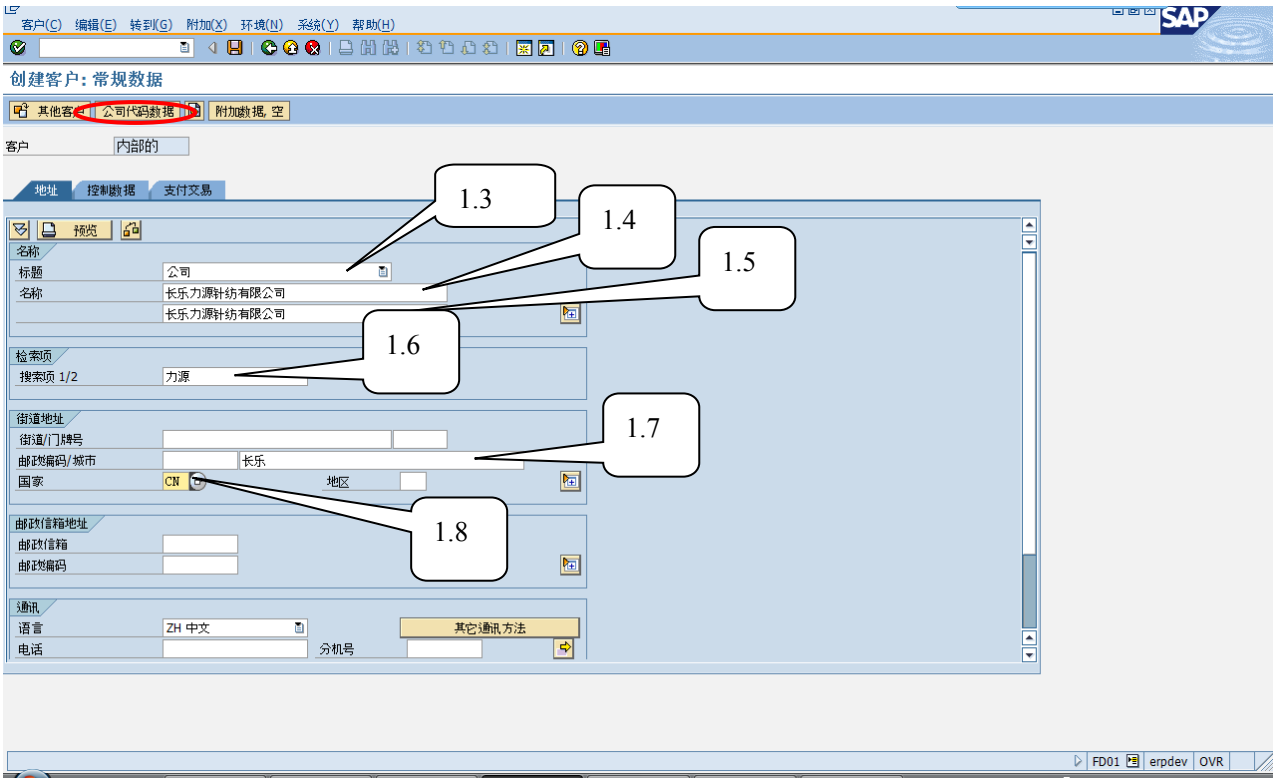 客户(C) 编辑(E) 转到(G) 附加(X) 环境(N) 系统(Y) 帮助(H)
SAP
创建客户: 常规数据
其他客户 公司代码数据 附加数据, 空
客户 内部的
地址 控制数据 支付交易
1.3
1.4
预览
名称
1.5
标题 公司
名称 长乐力源针纺有限公司
长乐力源针纺有限公司
1.6
检索项
搜索项 1/2 力源
街道地址
1.7
街道/门牌号
邮政编码/城市 长乐
国家 CN 地区
邮政信箱地址
1.8
邮政信箱
邮政编码
通讯
语言 ZH 中文 其它通讯方法
电话 分机号
FD01 erpdev OVR